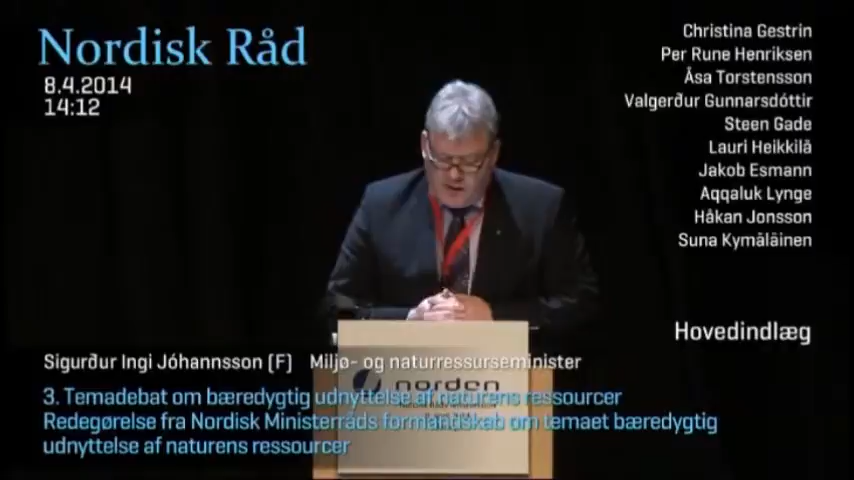 Nordisk Råd
8.4.2014
14:12
Christina Gestrin
Per Rune Henriksen
Åsa Torstensson
Valgerður Gunnarsdóttir
Steen Gade
Lauri Heikkilä
Jakob Esmann
Aqqaluk Lynge
Håkan Jonsson
Suna Kymäläinen
Hovedindlæg
Sigurður Ingi Jóhannsson (F) Miljø- og naturressurseminister
norden
3. Temadebat om bæredygtig udnyttelse af naturens ressourcer
Redegørelse fra Nordisk Ministerråds formandskab om temaet bæredygtig
udnyttelse af naturens ressourcer